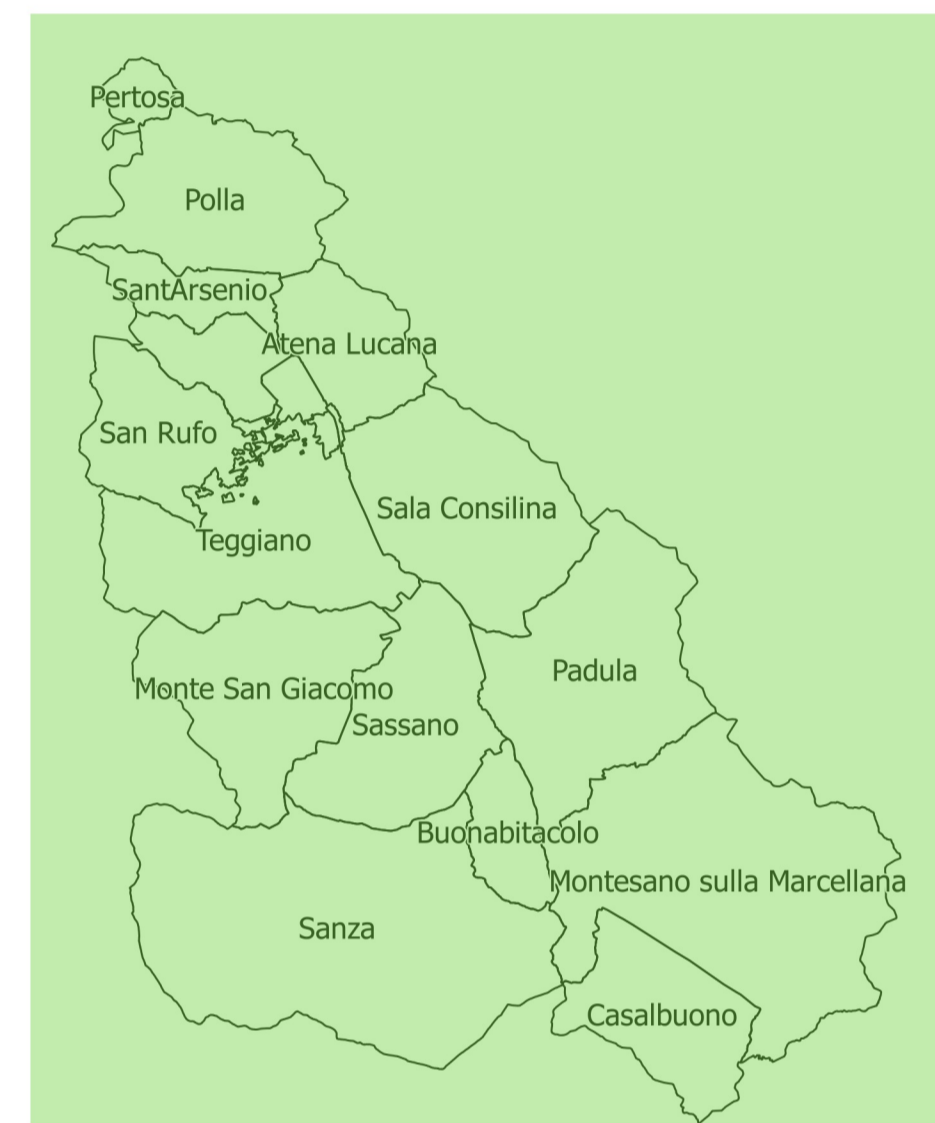 Pertosa
Polla
SantArsenio
Atena Lucana
San Rufo
Sala Consilina
Teggiano
Padula
Monte San Giacomo
Sassano
Buonabitacolo
Montesano sulla Marcellana
Sanza
Casalbuono